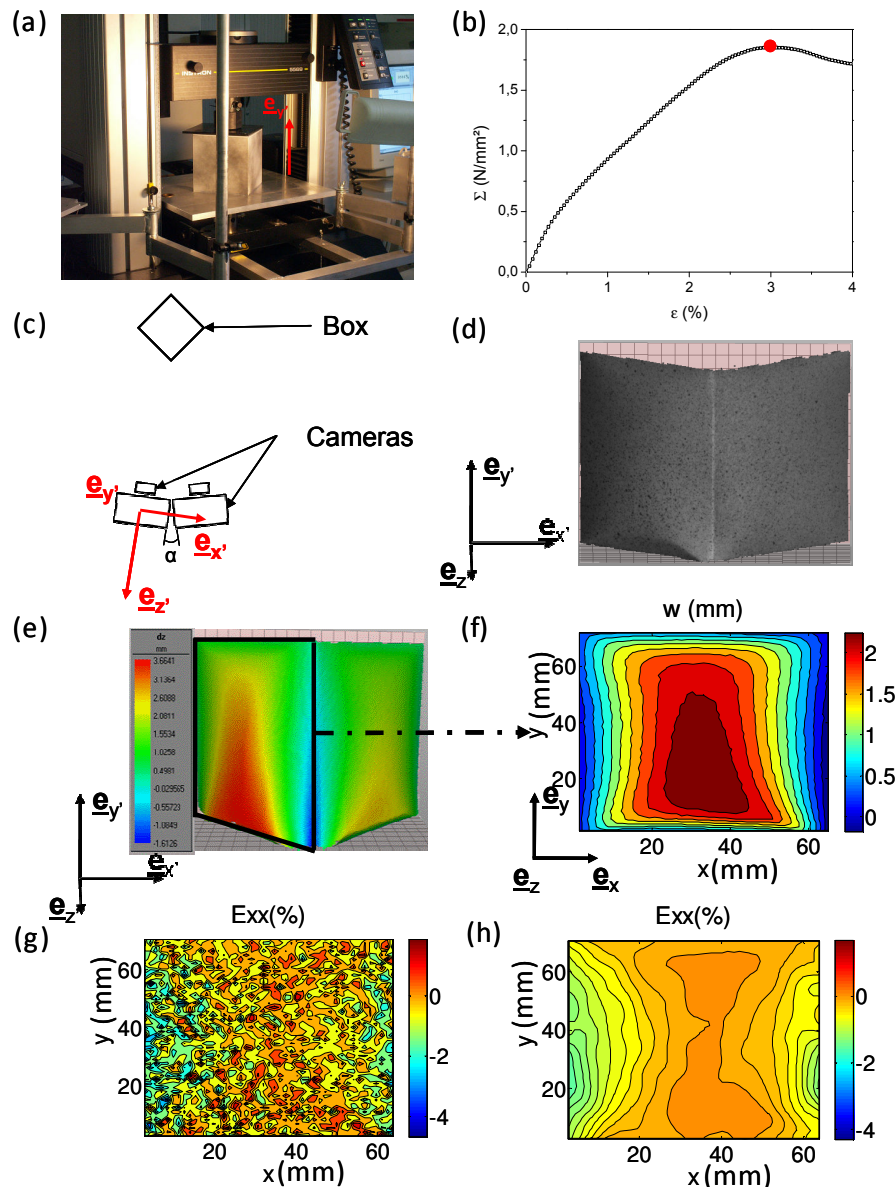 (a)
INSTRON 5500
e_y'
(b)
Σ (N/mm²)
2,0
1,5
1,0
0,5
0,0
0 1 2 3 4
ε (%)
(c)
Box
Cameras
e_y'
e_x'
α
e_z'
(d)
e_y'
e_x'
e_z
(e)
dz
mm
3.6641
3.1364
2.6088
2.0811
1.5534
1.0258
0.4981
-0.029565
-0.55723
-1.0849
-1.6126
e_y'
e_x'
e_z
(f)
w (mm)
y (mm)
60
40
20
20 40 60
x(mm)
2
1.5
1
0.5
0
e_y
e_z
e_x
(g)
Exx(%)
y (mm)
60
40
20
20 40 60
x(mm)
0
-2
-4
(h)
Exx(%)
y (mm)
60
40
20
0 20 40 60
x(mm)
0
-1
-2
-3
-4